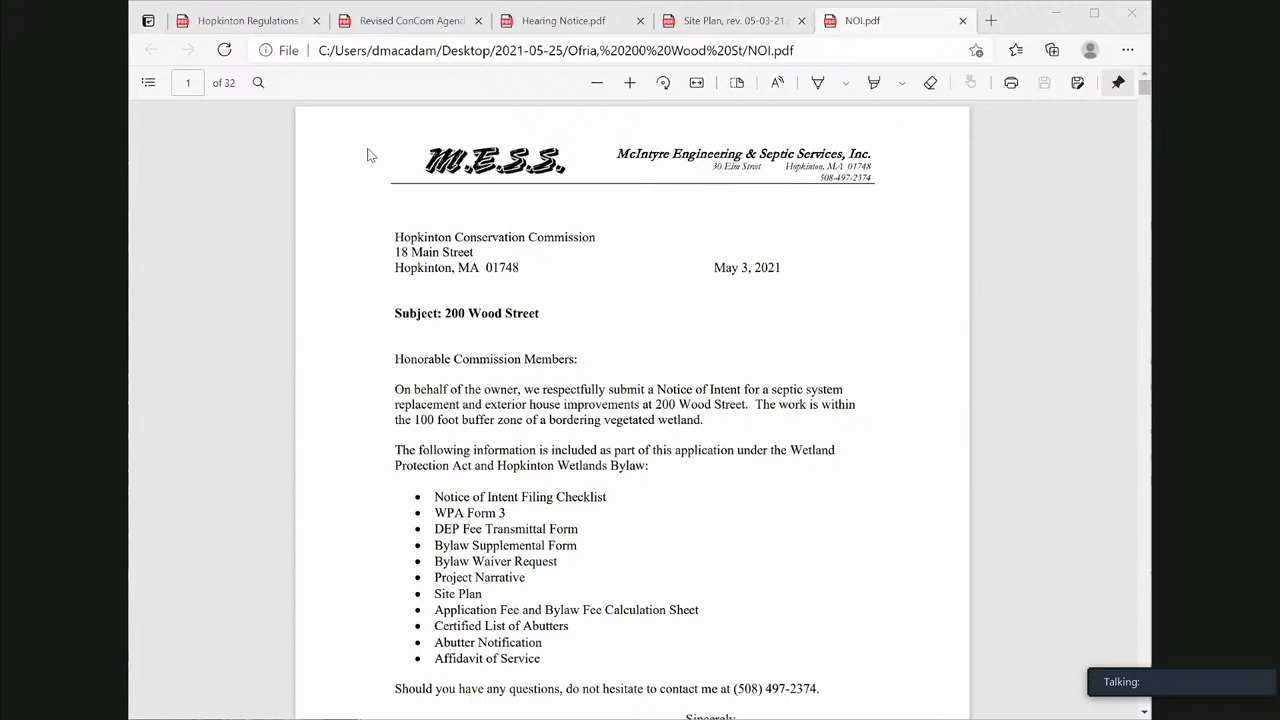 Hopkinton Regulations
Revised ConCom Agend
Hearing Notice.pdf
Site Plan, rev. 05-03-21.p
NOI.pdf
File
C:/Users/dmacadam/Desktop/2021-05-25/Ofria,%20200%20Wood%20St/NOI.pdf
1 of 32
M.E.S.S.
McIntyre Engineering & Septic Services, Inc.
30 Elm Street Hopkinton, MA 01748
508-497-2374
Hopkinton Conservation Commission
18 Main Street
Hopkinton, MA 01748 May 3, 2021
Subject: 200 Wood Street
Honorable Commission Members:
On behalf of the owner, we respectfully submit a Notice of Intent for a septic system
replacement and exterior house improvements at 200 Wood Street. The work is within
the 100 foot buffer zone of a bordering vegetated wetland.
The following information is included as part of this application under the Wetland
Protection Act and Hopkinton Wetlands Bylaw:
• Notice of Intent Filing Checklist
• WPA Form 3
• DEP Fee Transmittal Form
• Bylaw Supplemental Form
• Bylaw Waiver Request
• Project Narrative
• Site Plan
• Application Fee and Bylaw Fee Calculation Sheet
• Certified List of Abutters
• Abutter Notification
• Affidavit of Service
Should you have any questions, do not hesitate to contact me at (508) 497-2374.
Sincerely
Talking: